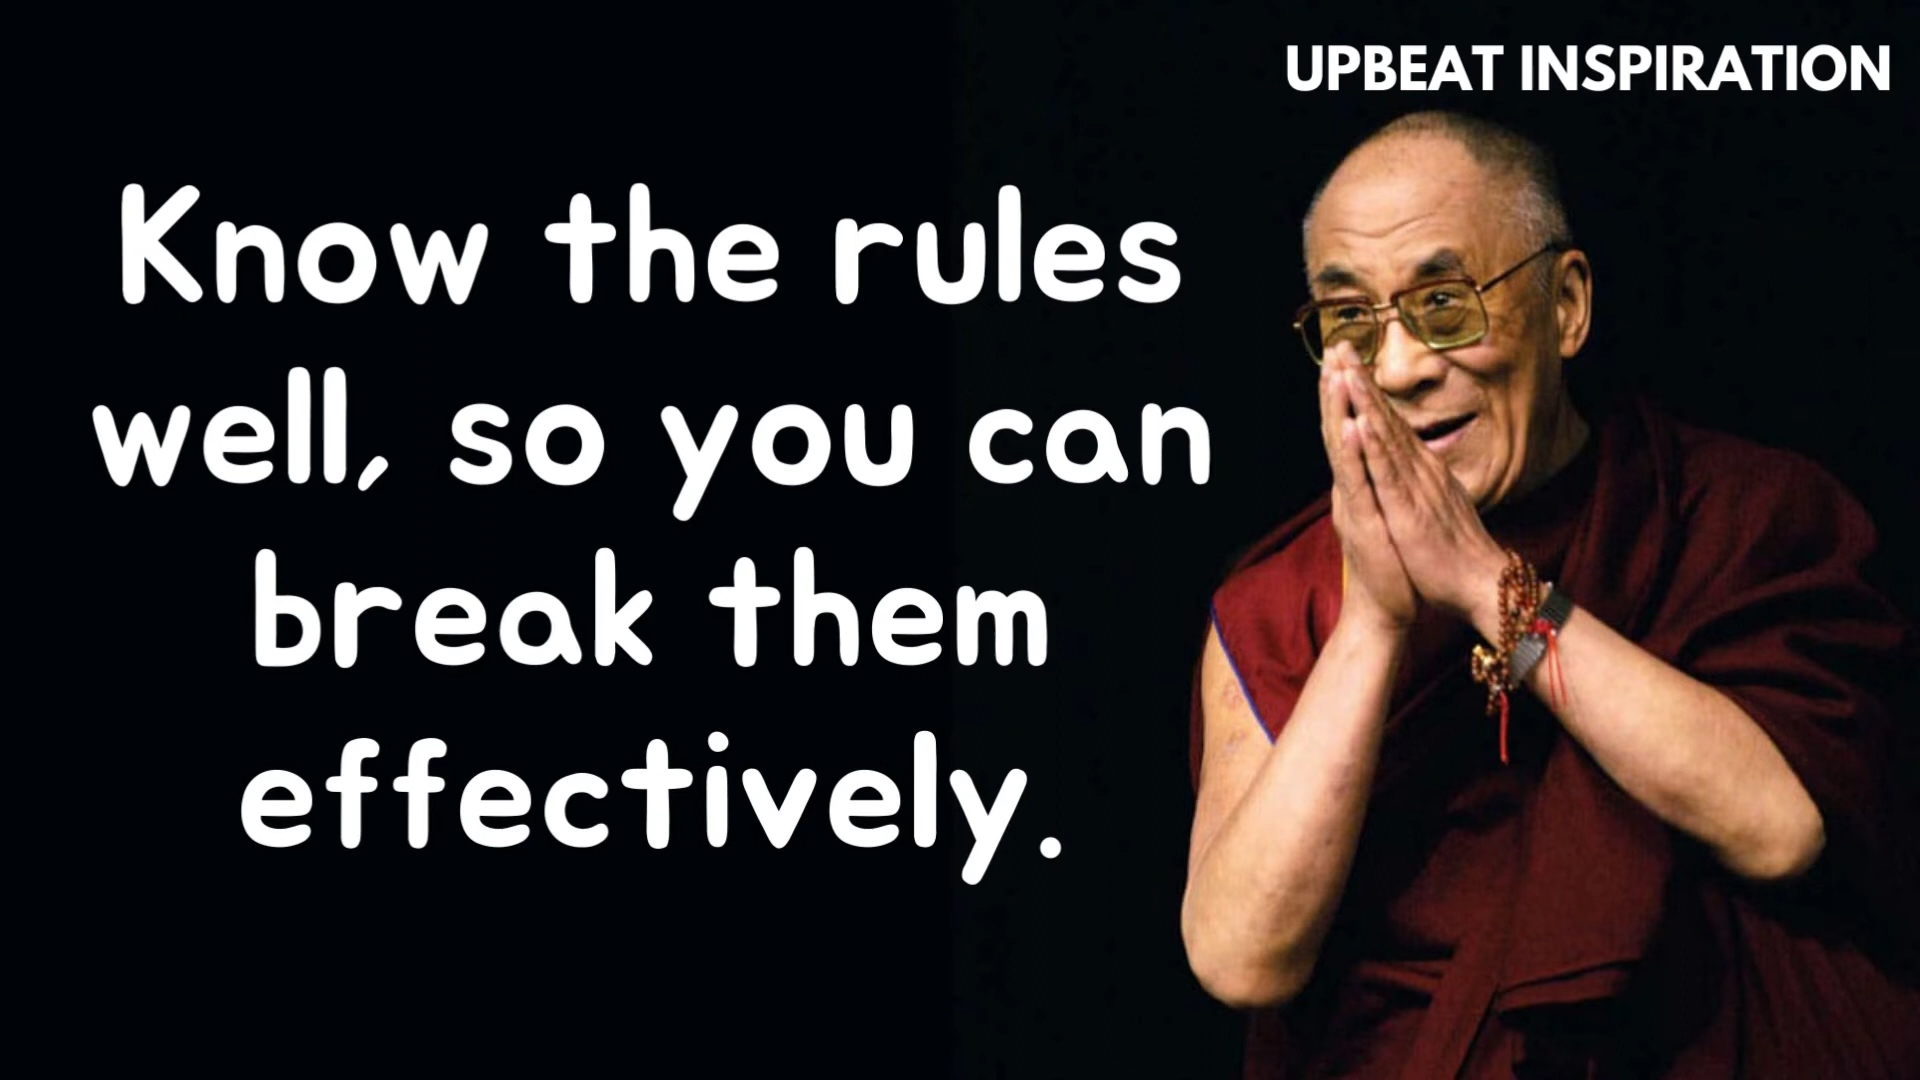 UPBEAT INSPIRATION
Know the rules
well, so you can
break them
effectively.